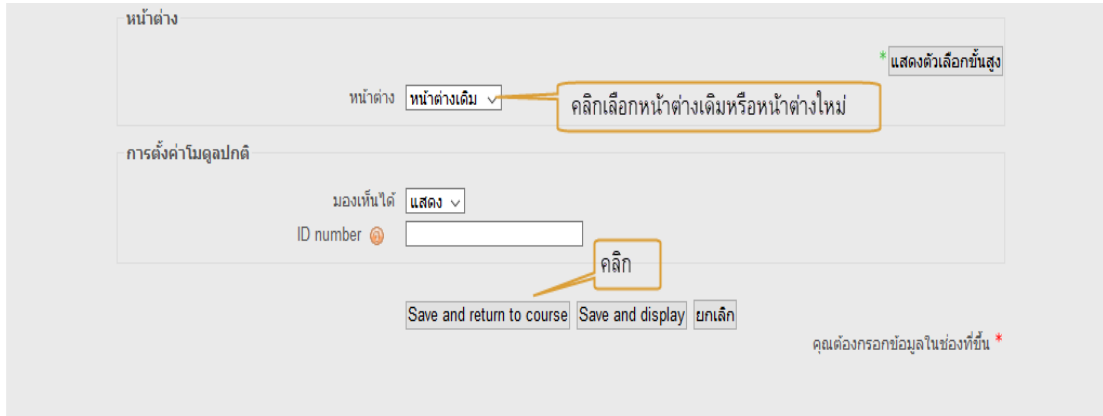 หน้าต่าง
* แสดงตัวเลือกขั้นสูง
หน้าต่าง หน้าต่างเดิม
คลิกเลือกหน้าต่างเดิมหรือหน้าต่างใหม่
การตั้งค่าโมดูลปกติ
มองเห็นได้ แสดง
ID number
คลิก
Save and return to course Save and display ยกเลิก
คุณต้องกรอกข้อมูลในช่องที่ขึ้น *